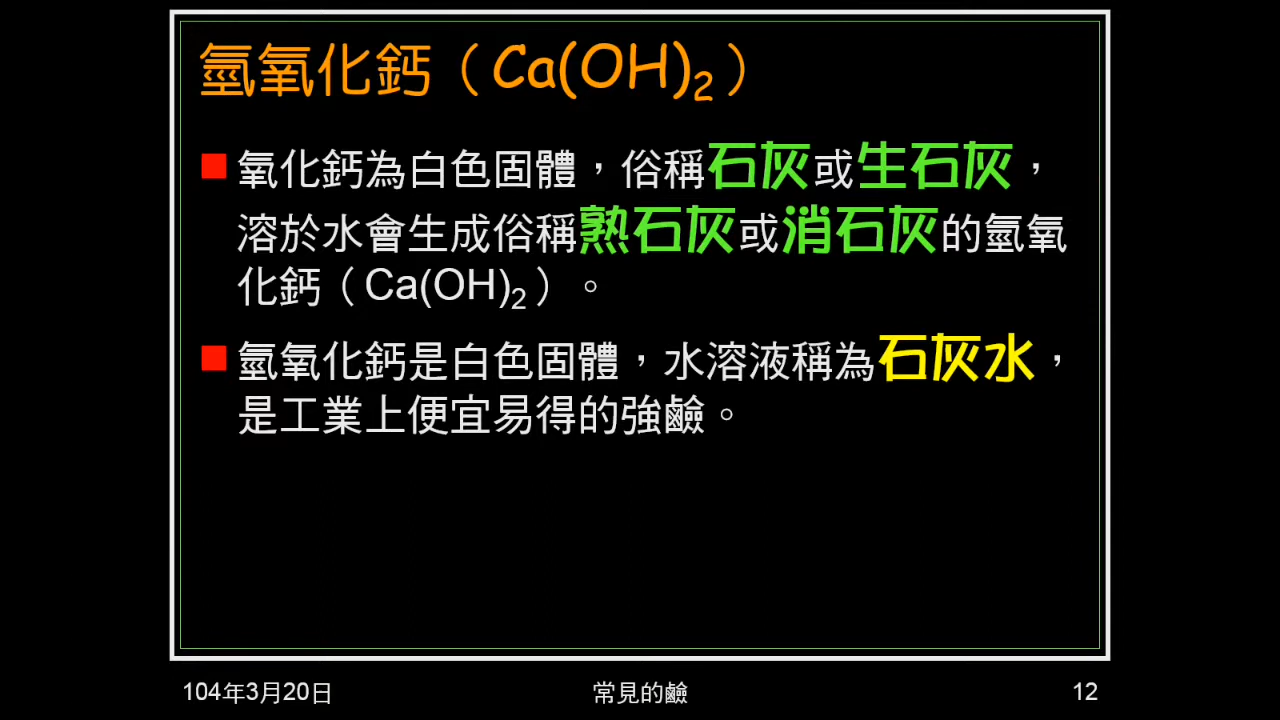 氫氧化鈣（Ca(OH)₂）
氧化鈣為白色固體，俗稱石灰或生石灰，
溶於水會生成俗稱熟石灰或消石灰的氫氧
化鈣（Ca(OH)₂）。
氫氧化鈣是白色固體，水溶液稱為石灰水，
是工業上便宜易得的強鹼。
104年3月20日
常見的鹼
12